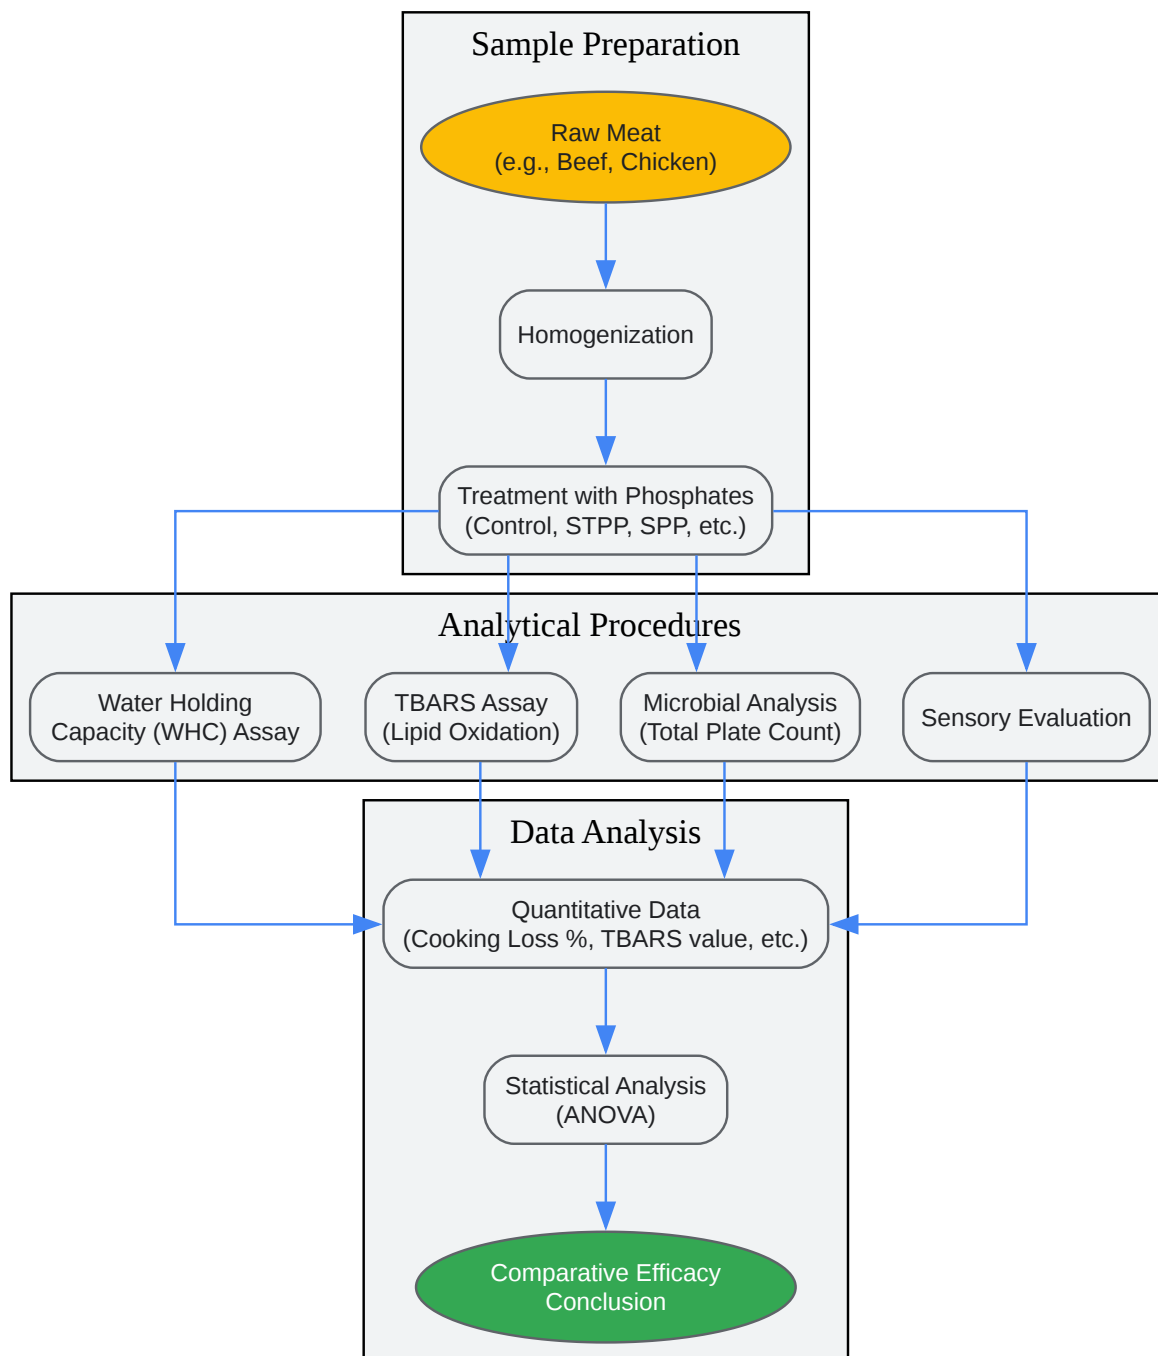 Sample Preparation
Raw Meat
(e.g., Beef, Chicken)
Homogenization
Treatment with Phosphates
(Control, STPP, SPP, etc.)
Analytical Procedures
Water Holding
Capacity (WHC) Assay
TBARS Assay
(Lipid Oxidation)
Microbial Analysis
(Total Plate Count)
Sensory Evaluation
Data Analysis
Quantitative Data
(Cooking Loss %, TBARS value, etc.)
Statistical Analysis
(ANOVA)
Comparative Efficacy
Conclusion